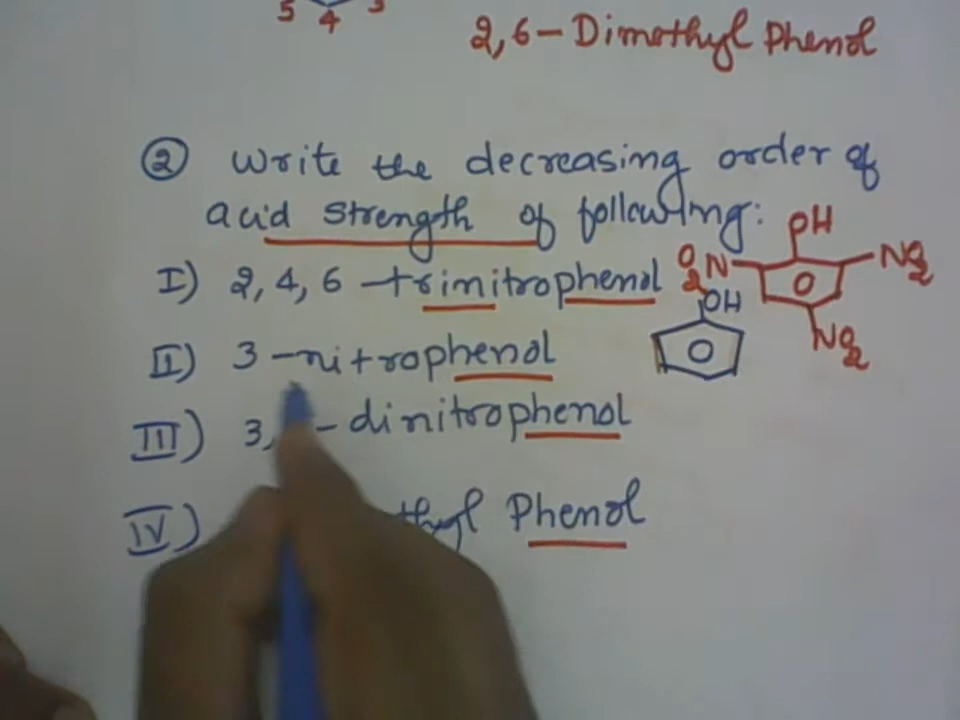 5 4 3
2,6-Dimethyl Phenol
② Write the decreasing order of
acid strength of following:
I) 2,4,6-trinitrophenol
OH
O2N
NO2
NO2
II) 3-nitrophenol
OH
III) 3, -dinitrophenol
IV) Phenol